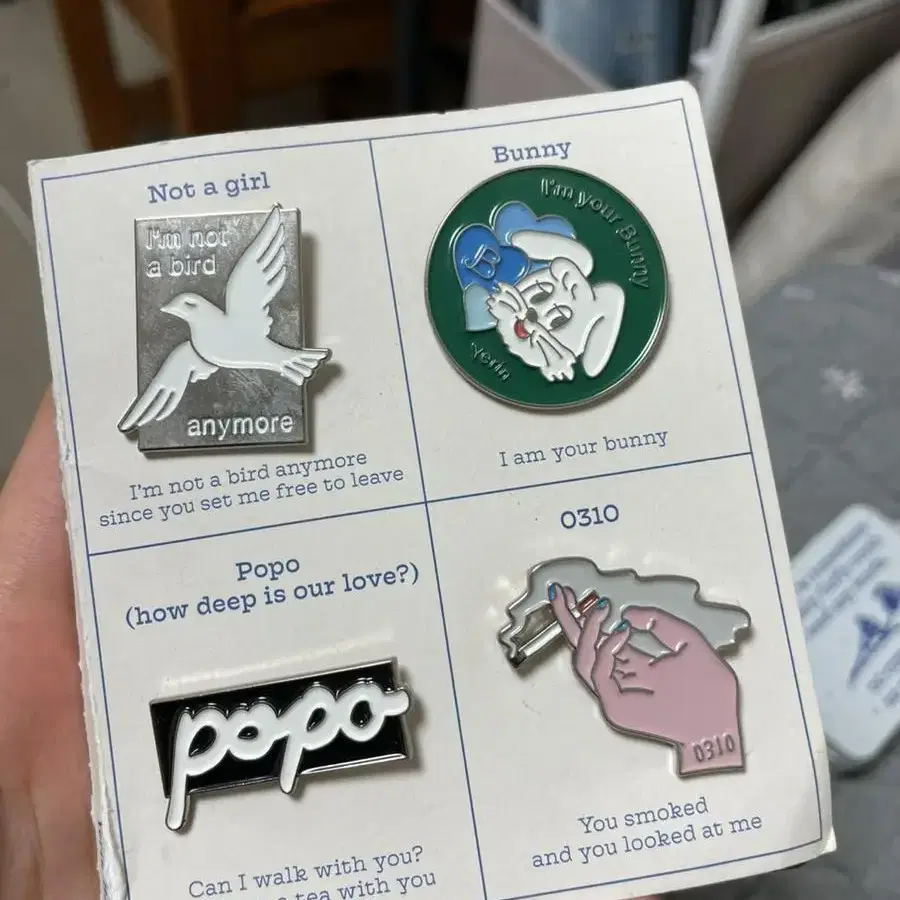 Not a girl
I'm not
a bird
anymore
I'm not a bird anymore
since you set me free to leave
Bunny
I'm your Bunny
Yerin
I am your bunny
Popo
(how deep is our love?)
popo
Can I walk with you?
tea with you
0310
0310
You smoked
and you looked at me